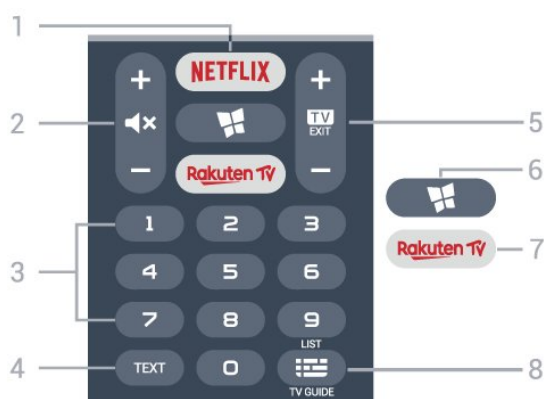 1
+ NETFLIX +
2 TV 5
EXIT
6
- Rakuten TV -
1 2 3
Rakuten TV 7
3 4 5 6
7 8 9
LIST
4 TEXT 0 8
TV GUIDE